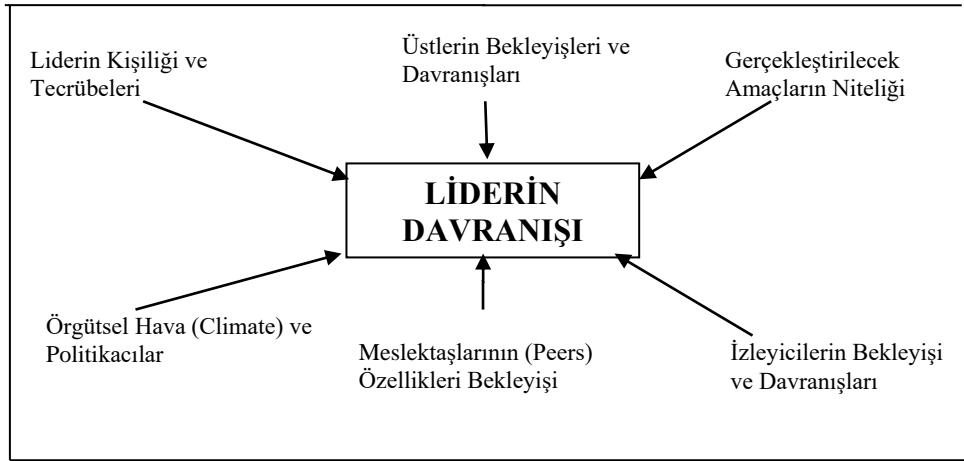 Liderin Kişiliği ve
Tecrübeleri
Üstlerin Bekleyişleri ve
Davranışları
Gerçekleştirilecek
Amaçların Niteliği
LİDERİN
DAVRANIŞI
Örgütsel Hava (Climate) ve
Politikacılar
Meslektaşlarının (Peers)
Özellikleri Bekleyişi
İzleyicilerin Bekleyişi
ve Davranışları